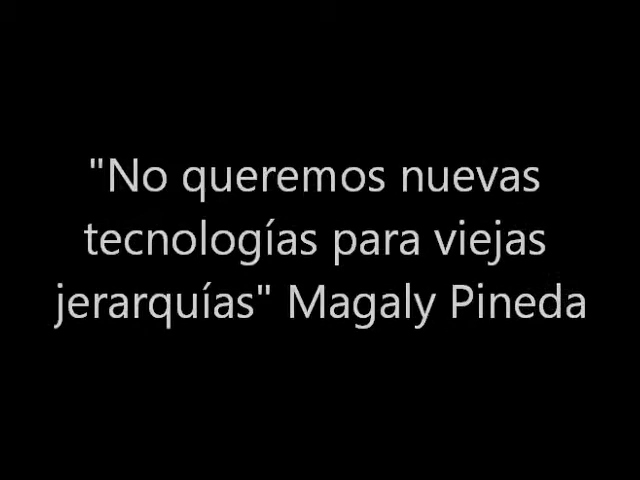 "No queremos nuevas
tecnologías para viejas
jerarquías" Magaly Pineda